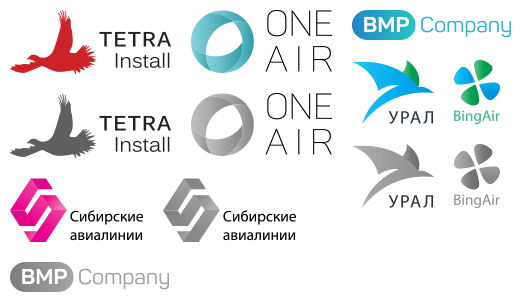 TETRA
Install
ONE
AIR
BMP Company
УРАЛ
BingAir
TETRA
Install
ONE
AIR
УРАЛ
BingAir
Сибирские
авиалинии
Сибирские
авиалинии
BMP Company